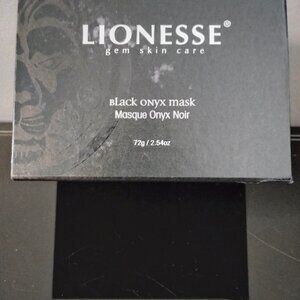 LIONESSE®
gem skin care
BLACK ONYX MASK
Masque Onyx Noir
72g / 2.54oz